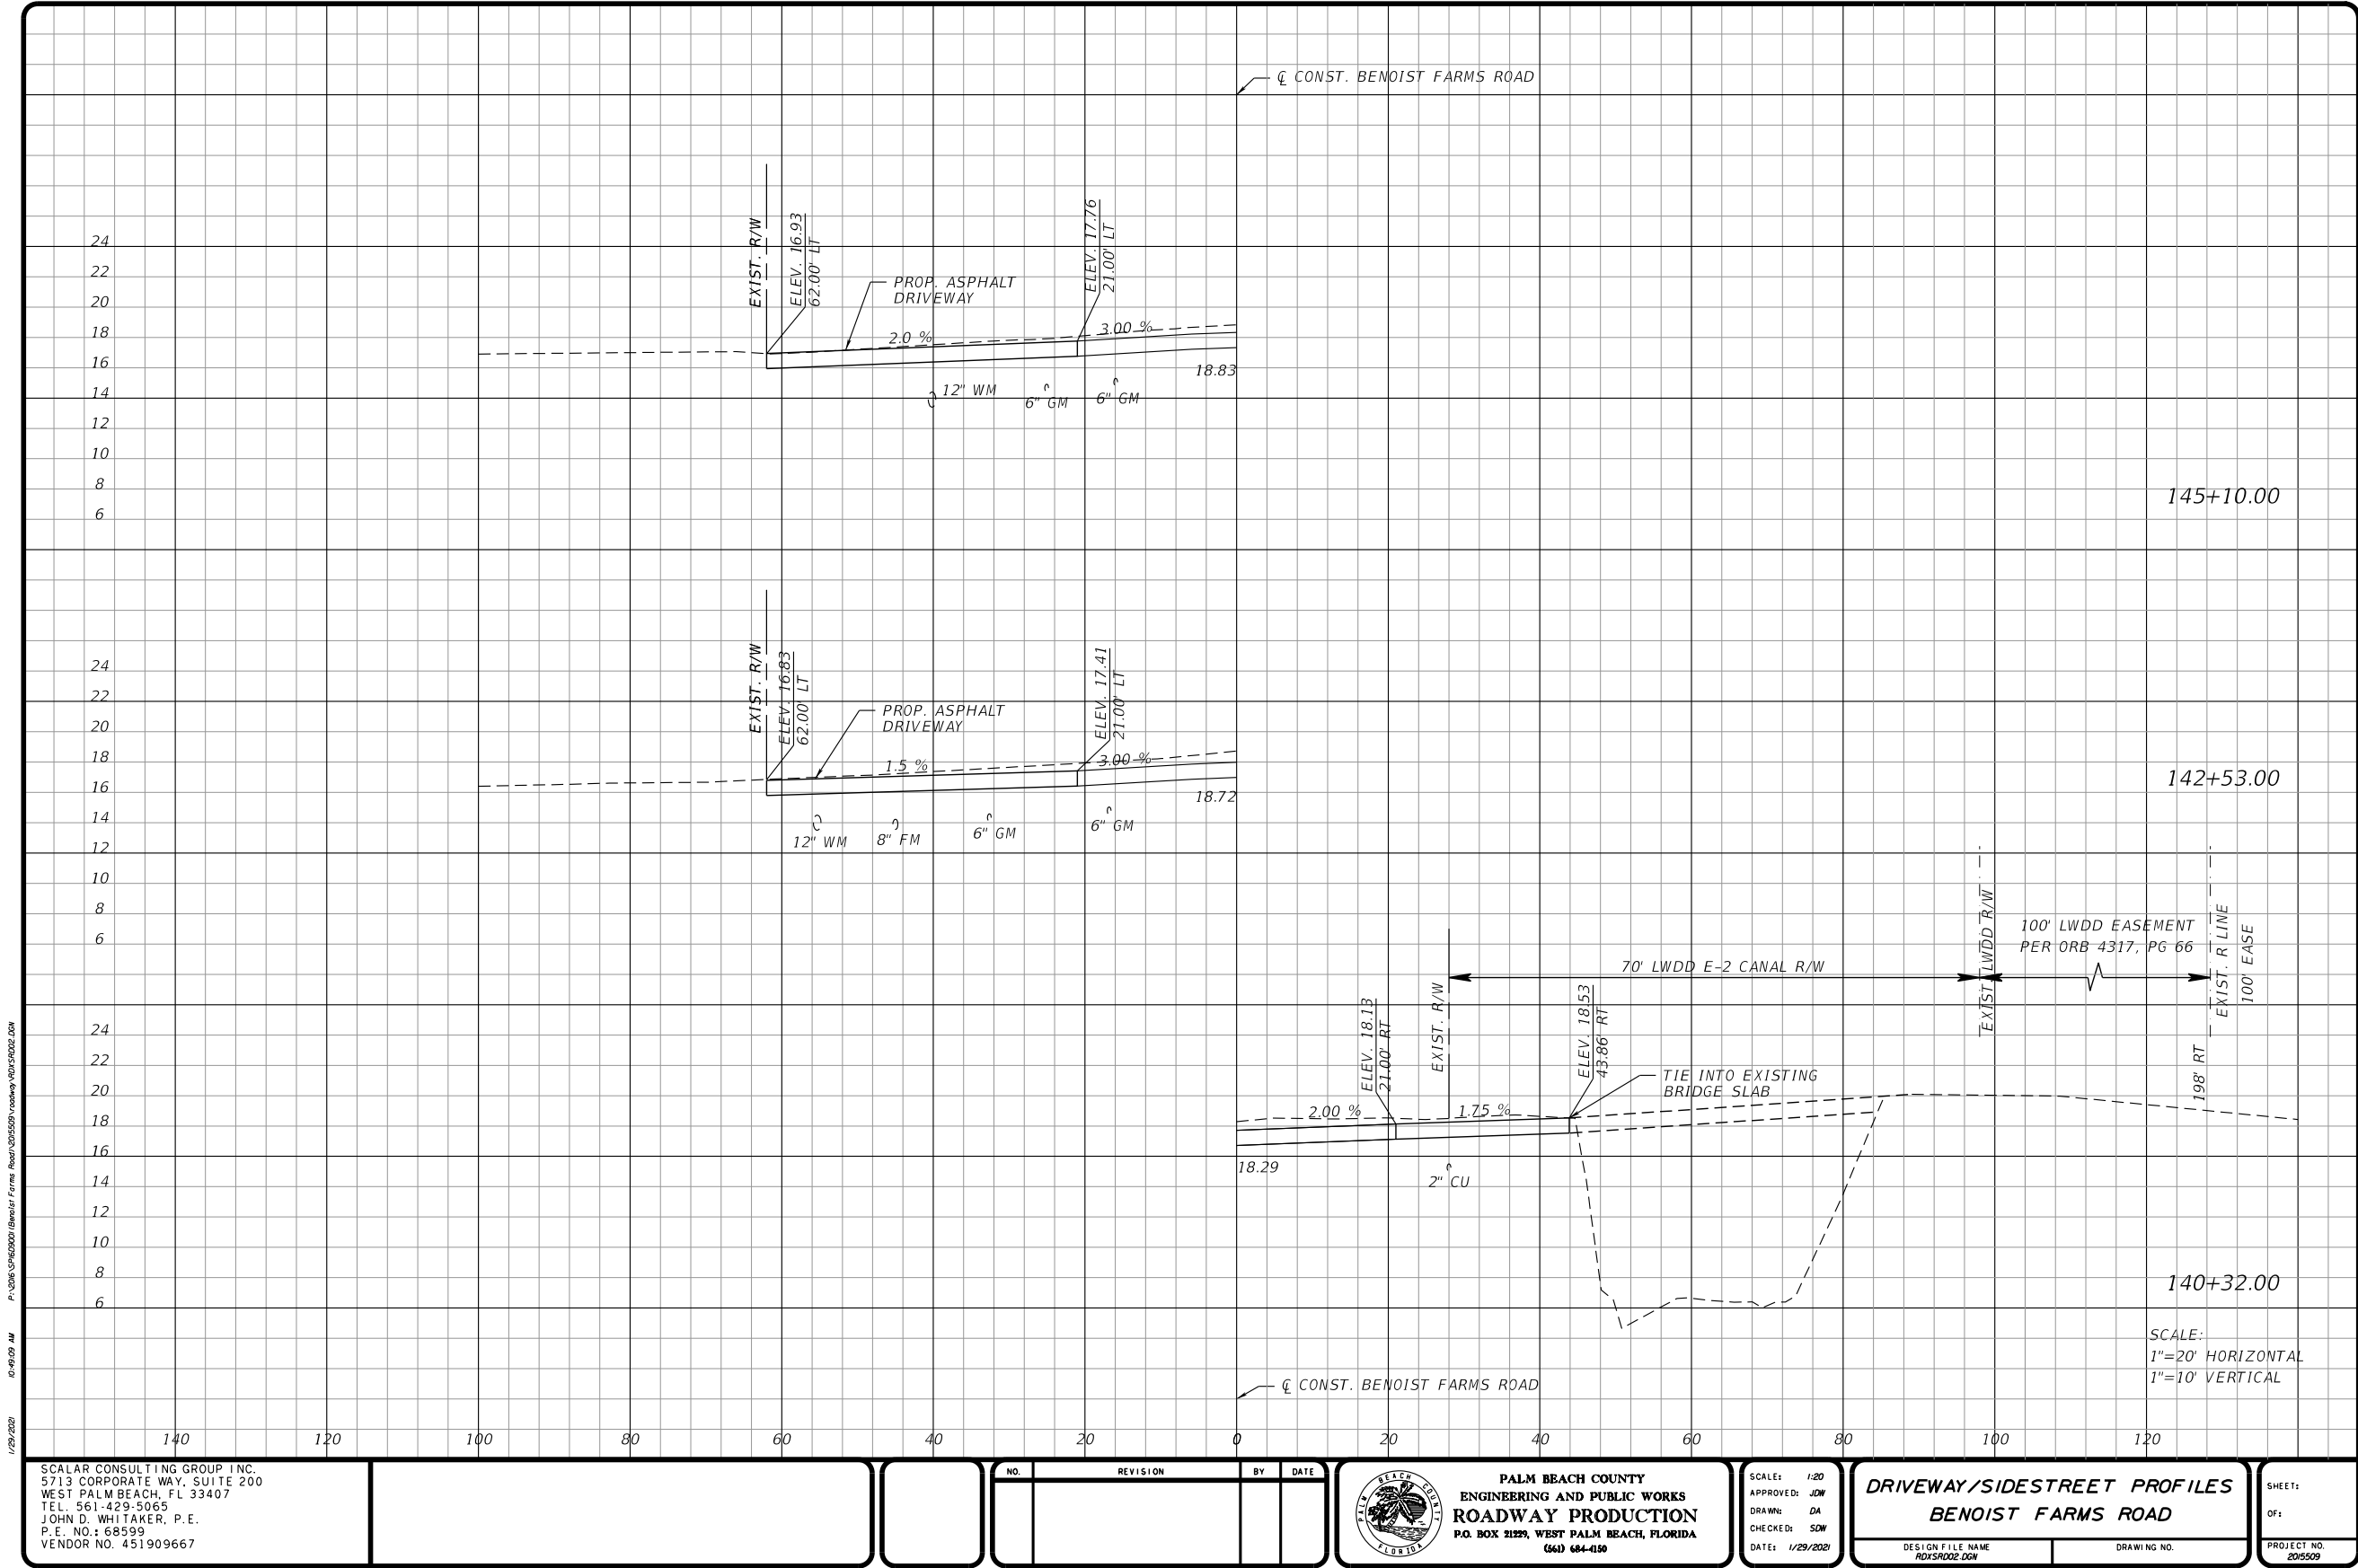 ℄ CONST. BENOIST FARMS ROAD
EXIST. R/W
ELEV. 16.93
62.00' LT
ELEV. 17.76
21.00' LT
PROP. ASPHALT
DRIVEWAY
2.0 %
3.00 %
18.83
12" WM
6" GM
6" GM
24
22
20
18
16
14
12
10
8
6
145+10.00
EXIST. R/W
ELEV. 16.83
62.00' LT
ELEV. 17.41
21.00' LT
PROP. ASPHALT
DRIVEWAY
1.5 %
3.00 %
18.72
12" WM
8" FM
6" GM
6" GM
24
22
20
18
16
14
12
10
8
6
142+53.00
ELEV. 18.13
21.00' RT
EXIST. R/W
ELEV. 18.53
43.86' RT
70' LWDD E-2 CANAL R/W
EXIST LWDD R/W
100' LWDD EASEMENT
PER ORB 4317, PG 66
EXIST. R LINE
100' EASE
198' RT
TIE INTO EXISTING
BRIDGE SLAB
2.00 %
1.75 %
18.29
2" CU
24
22
20
18
16
14
12
10
8
6
140+32.00
SCALE:
1"=20' HORIZONTAL
1"=10' VERTICAL
℄ CONST. BENOIST FARMS ROAD
140 120 100 80 60 40 20 0 20 40 60 80 100 120
P:\2016\SP16D9001 (Benoist Farms Road)\2015509\roadway\RDXSRD02.DGN
10:49:09 AM
1/29/2021
SCALAR CONSULTING GROUP INC.
5713 CORPORATE WAY, SUITE 200
WEST PALM BEACH, FL 33407
TEL. 561-429-5065
JOHN D. WHITAKER, P.E.
P.E. NO.: 68599
VENDOR NO. 451909667
NO. REVISION BY DATE
PALM BEACH COUNTY
FLORIDA
PALM BEACH COUNTY
ENGINEERING AND PUBLIC WORKS
ROADWAY PRODUCTION
P.O. BOX 21229, WEST PALM BEACH, FLORIDA
(561) 684-4150
SCALE: 1:20
APPROVED: JDW
DRAWN: DA
CHECKED: SDW
DATE: 1/29/2021
DRIVEWAY/SIDESTREET PROFILES
BENOIST FARMS ROAD
DESIGN FILE NAME
RDXSRD02.DGN
DRAWING NO.
SHEET:
OF:
PROJECT NO.
2015509